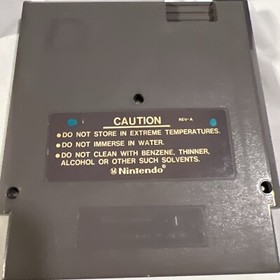 CAUTION REV-A
•DO NOT STORE IN EXTREME TEMPERATURES.
•DO NOT IMMERSE IN WATER.
•DO NOT CLEAN WITH BENZENE, THINNER,
ALCOHOL OR OTHER SUCH SOLVENTS.
Nintendo®